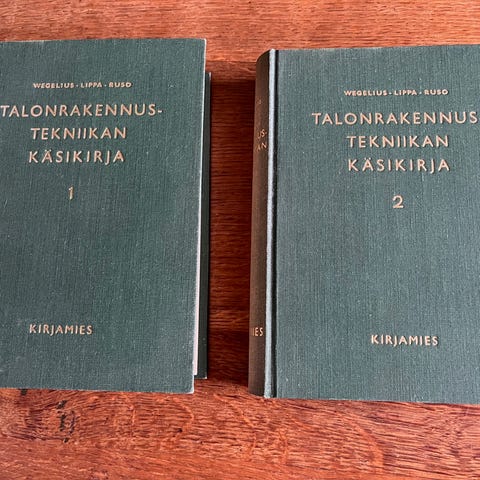 WEGELIUS - LIPPA - RUSO
TALONRAKENNUS-
TEKNIIKAN
KÄSIKIRJA
1
KIRJAMIES
WEGELIUS - LIPPA - RUSO
TALONRAKENNUS
TEKNIIKAN
KÄSIKIRJA
2
KIRJAMIES